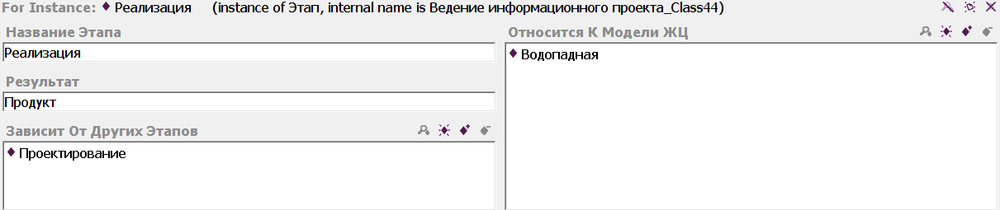 For Instance: Реализация (instance of Этап, internal name is Ведение информационного проекта_Class44)
Название Этапа
Реализация
Результат
Продукт
Зависит От Других Этапов
Проектирование
Относится К Модели ЖЦ
Водопадная